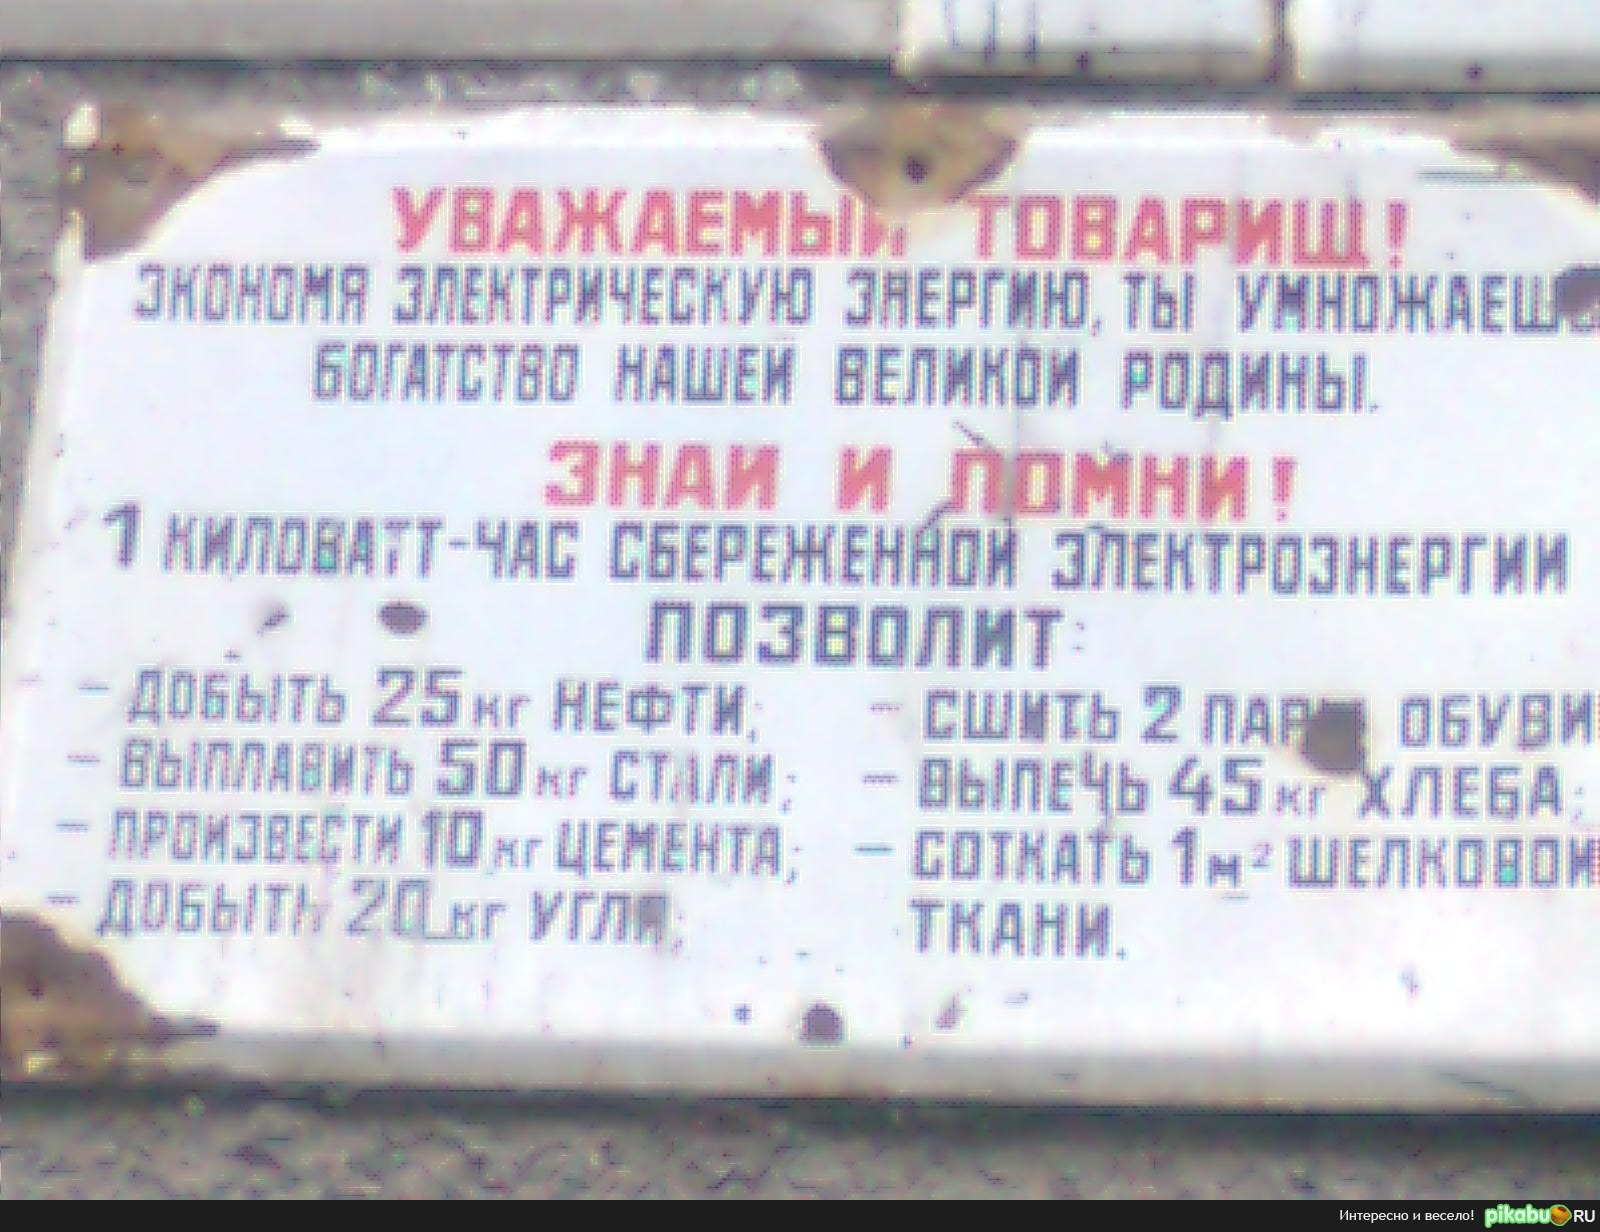 УВАЖАЕМЫЙ ТОВАРИЩ!
ЭКОНОМЯ ЭЛЕКТРИЧЕСКУЮ ЭНЕРГИЮ, ТЫ УМНОЖАЕШЬ
БОГАТСТВО НАШЕЙ ВЕЛИКОЙ РОДИНЫ.
ЗНАЙ И ПОМНИ!
1 КИЛОВАТТ-ЧАС СБЕРЕЖЕННОЙ ЭЛЕКТРОЭНЕРГИИ
ПОЗВОЛИТ:
- ДОБЫТЬ 25 кг НЕФТИ;
- ВЫПЛАВИТЬ 50 кг СТАЛИ;
- ПРОИЗВЕСТИ 10 кг ЦЕМЕНТА;
- ДОБЫТЬ 20 кг УГЛЯ;
- СШИТЬ 2 ПАРЫ ОБУВИ
- ВЫПЕЧЬ 45 кг ХЛЕБА;
- СОТКАТЬ 1 м² ШЕЛКОВОЙ
ТКАНИ.
Интересно и весело! pikabu.RU